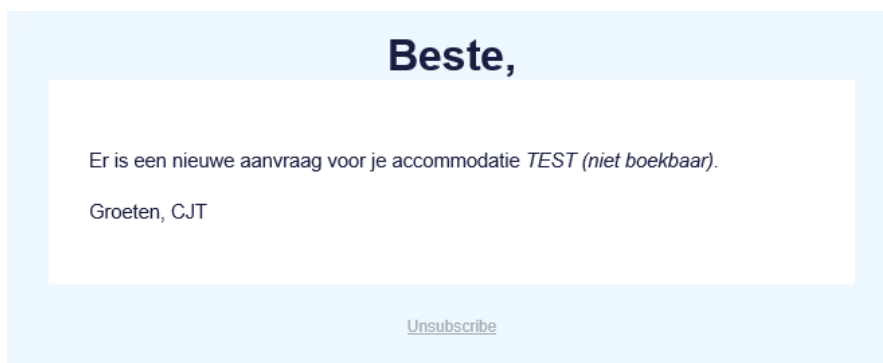 Beste,
Er is een nieuwe aanvraag voor je accommodatie TEST (niet boekbaar).
Groeten, CJT
Unsubscribe